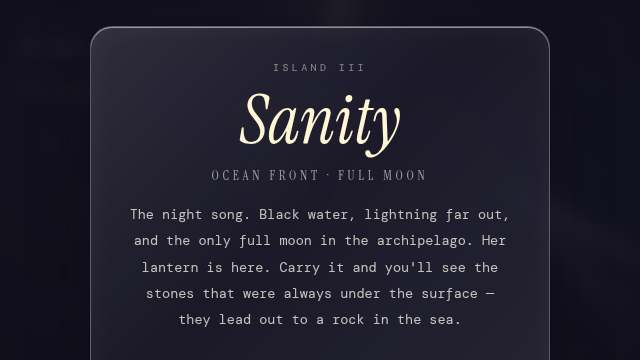 ISLAND III
Sanity
OCEAN FRONT · FULL MOON
The night song. Black water, lightning far out,
and the only full moon in the archipelago. Her
lantern is here. Carry it and you'll see the
stones that were always under the surface —
they lead out to a rock in the sea.